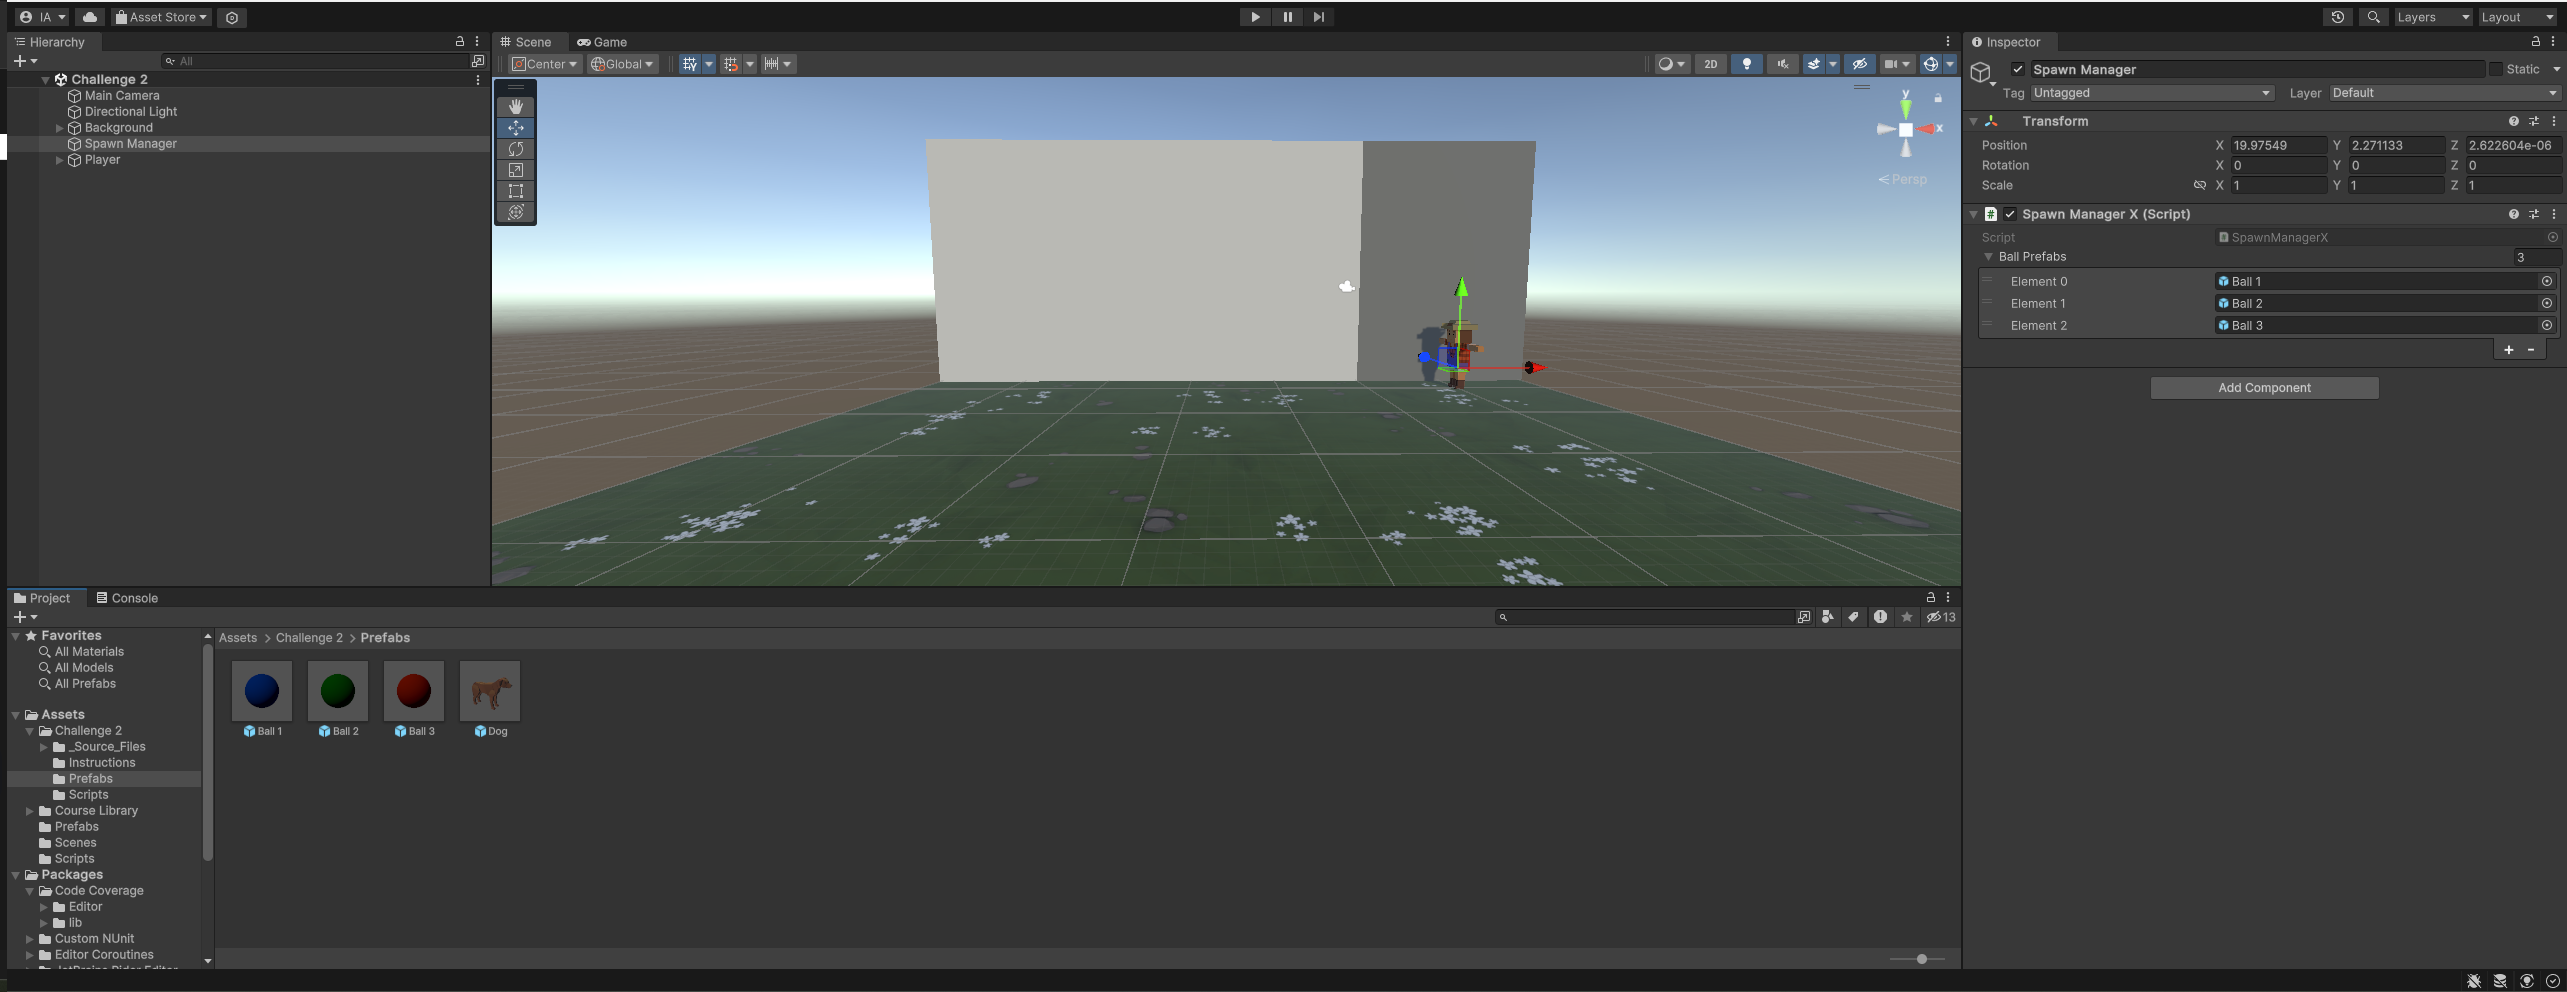 IA
Asset Store
Layers
Layout
Hierarchy
All
Challenge 2
Main Camera
Directional Light
Background
Spawn Manager
Player
Scene
Game
Center
Global
2D
y
x
Persp
Inspector
Spawn Manager
Static
Tag
Untagged
Layer
Default
Transform
Position X 19.97549 Y 2.271133 Z 2.622604e-06
Rotation X 0 Y 0 Z 0
Scale X 1 Y 1 Z 1
Spawn Manager X (Script)
Script SpawnManagerX
Ball Prefabs 3
Element 0 Ball 1
Element 1 Ball 2
Element 2 Ball 3
Add Component
Project
Console
13
Favorites
All Materials
All Models
All Prefabs
Assets
Challenge 2
_Source_Files
Instructions
Prefabs
Scripts
Course Library
Prefabs
Scenes
Scripts
Packages
Code Coverage
Editor
lib
Custom NUnit
Editor Coroutines
Assets > Challenge 2 > Prefabs
Ball 1
Ball 2
Ball 3
Dog